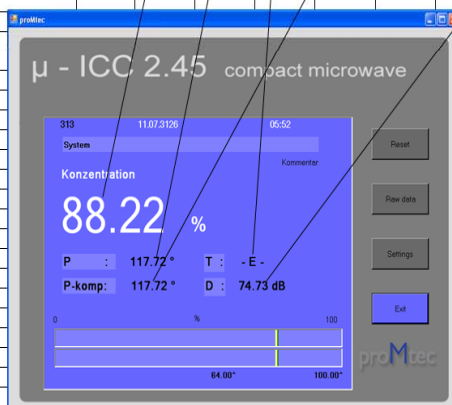 proMtec
µ - ICC 2.45 compact microwave
313 11.07.3126 05:52
System
Kommentar
Konzentration
88.22 %
P : 117.72 ° T : - E -
P-komp: 117.72 ° D : 74.73 dB
0 % 100
64.00° 100.00°
Reset
Raw data
Settings
Exit
proMtec